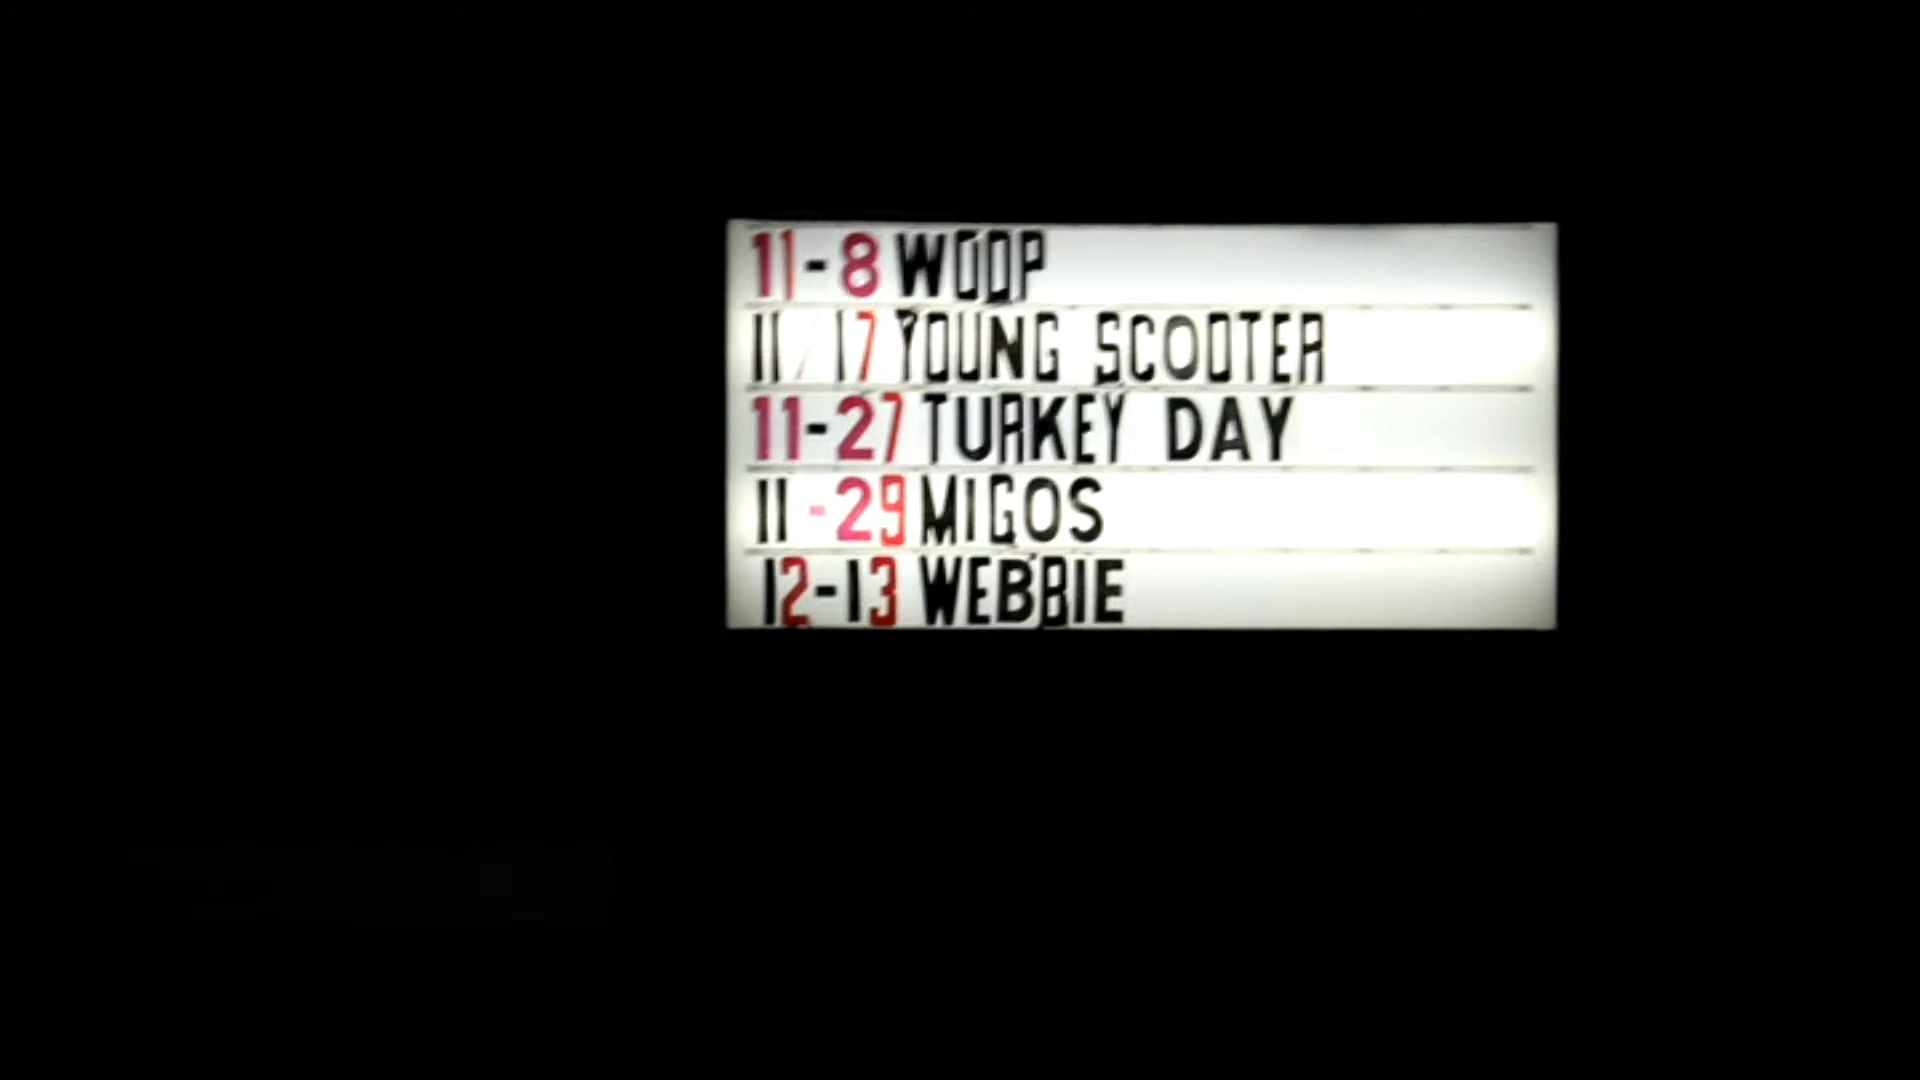 11-8 WOOP
11/17 YOUNG SCOOTER
11-27 TURKEY DAY
11-29 MIGOS
12-13 WEBBIE